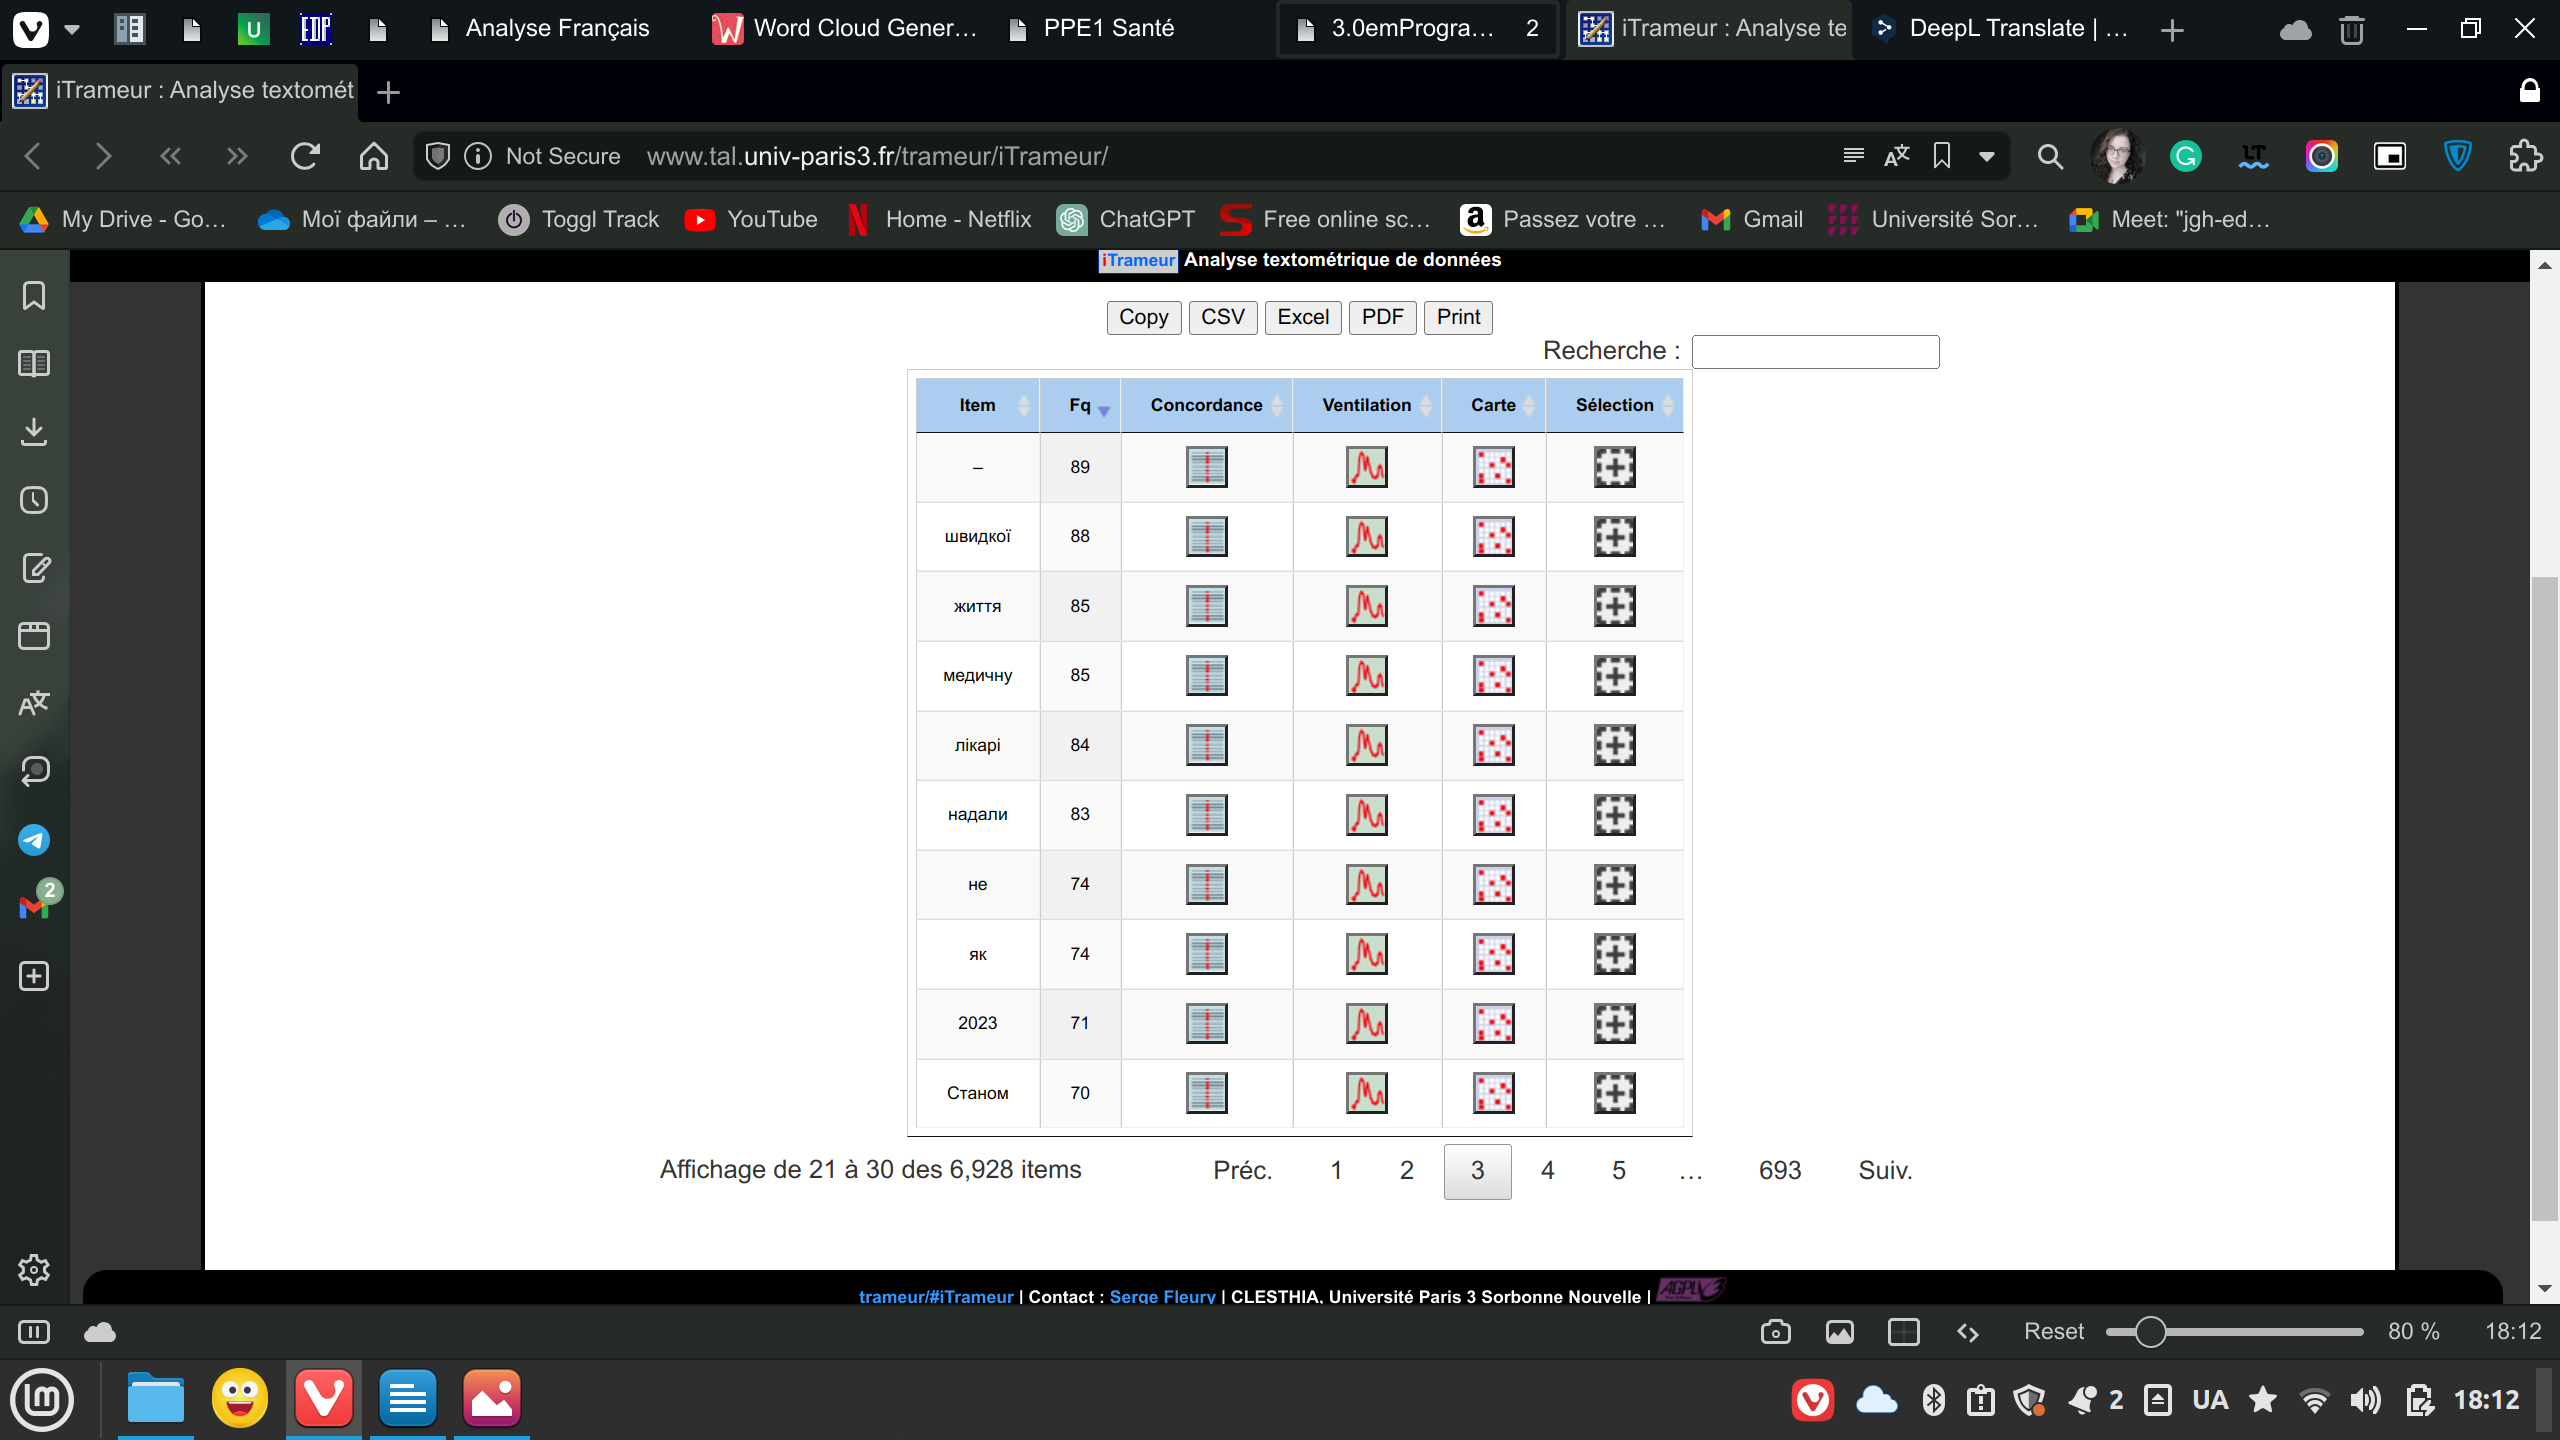 Analyse Français
Word Cloud Gener...
PPE1 Santé
3.0emProgra... 2
iTrameur : Analyse te
DeepL Translate | ...
iTrameur : Analyse textomét
Not Secure www.tal.univ-paris3.fr/trameur/iTrameur/
My Drive - Go...
Мої файли – ...
Toggl Track
YouTube
Home - Netflix
ChatGPT
Free online sc...
Passez votre ...
Gmail
Université Sor...
Meet: "jgh-ed...
iTrameur Analyse textométrique de données
Copy CSV Excel PDF Print
Recherche :
Item Fq Concordance Ventilation Carte Sélection
– 89
швидкої 88
життя 85
медичну 85
лікарі 84
надали 83
не 74
як 74
2023 71
Станом 70
Affichage de 21 à 30 des 6,928 items
Préc. 1 2 3 4 5 … 693 Suiv.
trameur/#iTrameur | Contact : Serge Fleury | CLESTHIA, Université Paris 3 Sorbonne Nouvelle | AGPLV3
2
Reset 80 % 18:12
2 UA 18:12